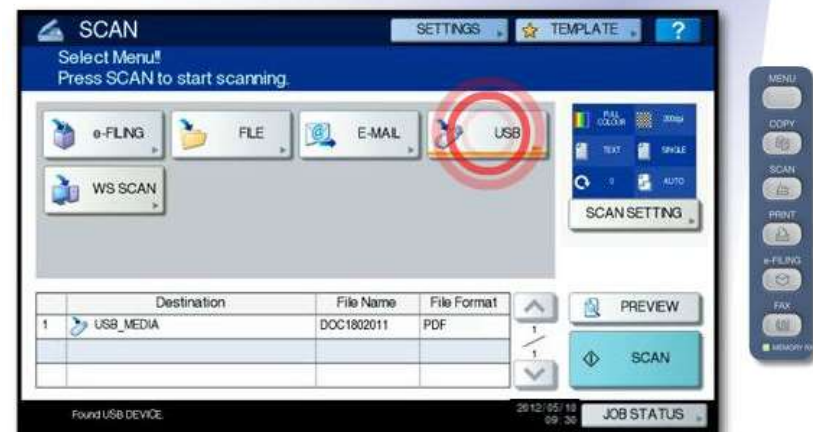 SCAN
SETTINGS
TEMPLATE
?
Select Menu!!
Press SCAN to start scanning.
e-FILING
FILE
E-MAIL
USB
WS SCAN
FULL COLOUR
TEXT
SINGLE
0
AUTO
SCAN SETTING
Destination File Name File Format
1 USB_MEDIA DOC1802011 PDF
1
1
PREVIEW
SCAN
Found USB DEVICE.
2012/05/18
09:30
JOB STATUS
MENU
COPY
SCAN
PRINT
e-FILING
FAX